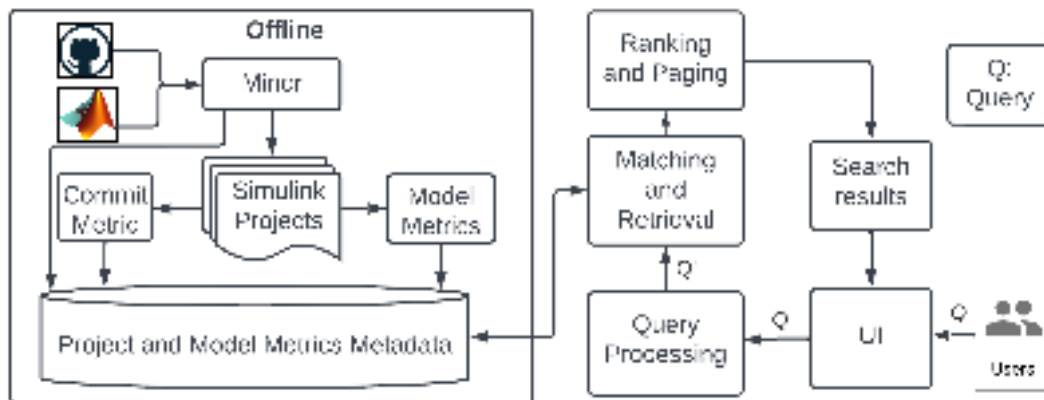 Offline
Miner
Commit
Metric
Simulink
Projects
Model
Metrics
Project and Model Metrics Metadata
Ranking
and Paging
Matching
and
Retrieval
Q
Query
Processing
Q
Search
results
UI
Q
Users
Q:
Query